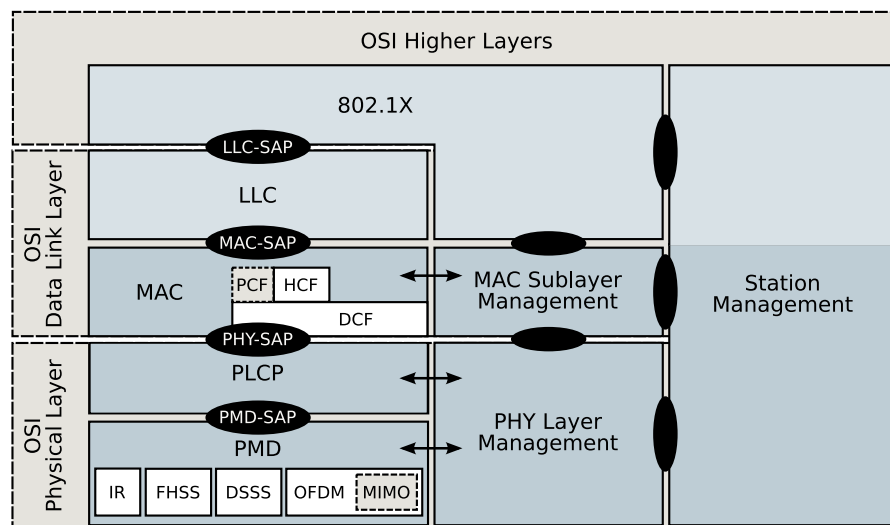 OSI Higher Layers
802.1X
LLC-SAP
OSI
Data Link Layer
LLC
MAC-SAP
MAC
PCF
HCF
DCF
MAC Sublayer
Management
Station
Management
PHY-SAP
OSI
Physical Layer
PLCP
PMD-SAP
PMD
PHY Layer
Management
IR
FHSS
DSSS
OFDM
MIMO